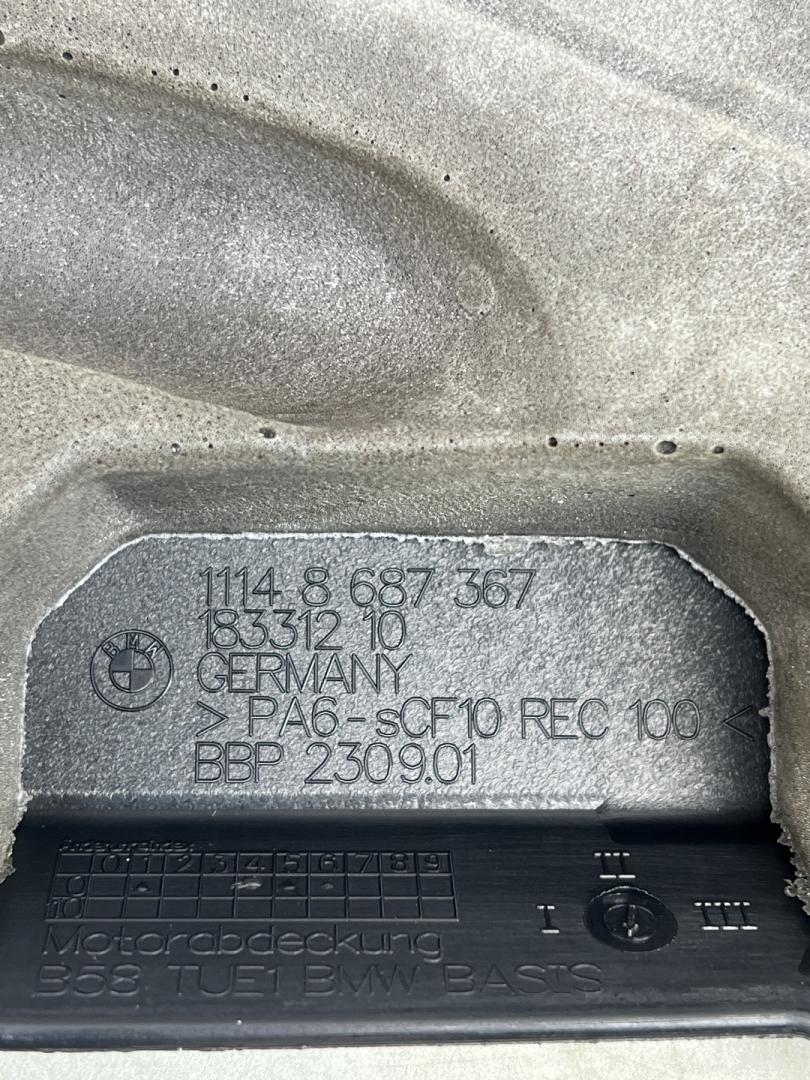 1114 8 687 367
183312 10
BMW
GERMANY
> PA6-sCF10 REC 100 <
BBP 2309.01
Änderungsindex
0 1 2 3 4 5 6 7 8 9
0
10
I II III
Motorabdeckung
B58 TUE1 BMW BASIS